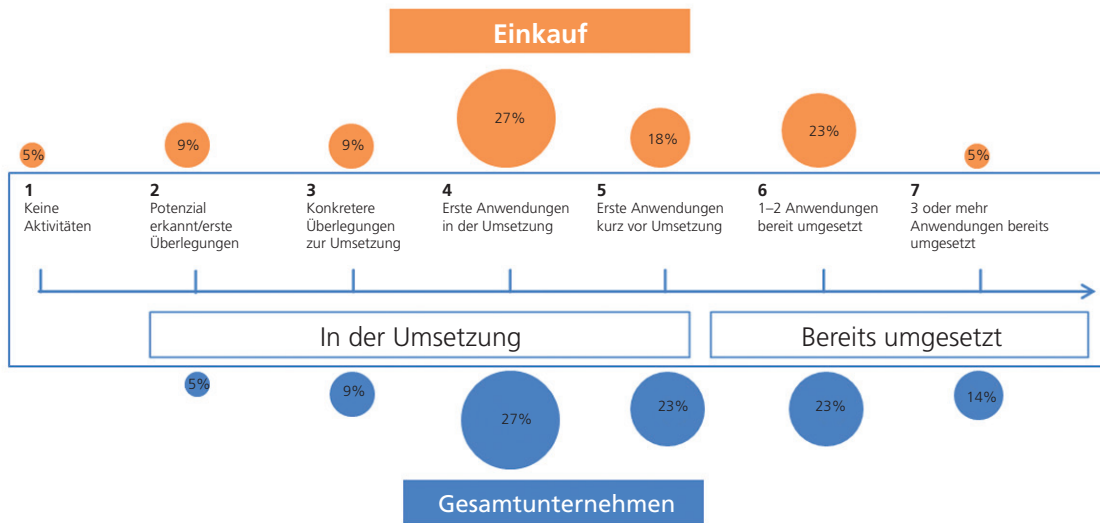 Einkauf
5%
9%
9%
27%
18%
23%
5%
1
Keine
Aktivitäten
2
Potenzial
erkannt/erste
Überlegungen
3
Konkretere
Überlegungen
zur Umsetzung
4
Erste Anwendungen
in der Umsetzung
5
Erste Anwendungen
kurz vor Umsetzung
6
1–2 Anwendungen
bereit umgesetzt
7
3 oder mehr
Anwendungen bereits
umgesetzt
In der Umsetzung
Bereits umgesetzt
5%
9%
27%
23%
23%
14%
Gesamtunternehmen